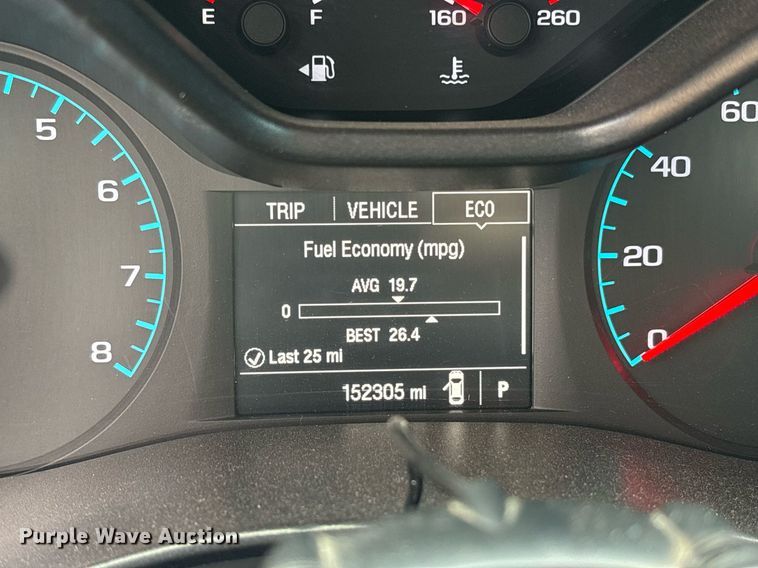 E F 160 260
60
5 40
6
TRIP VEHICLE ECO
Fuel Economy (mpg)
20
7
AVG 19.7
0
BEST 26.4
0
8
Last 25 mi
152305 mi P
Purple Wave Auction